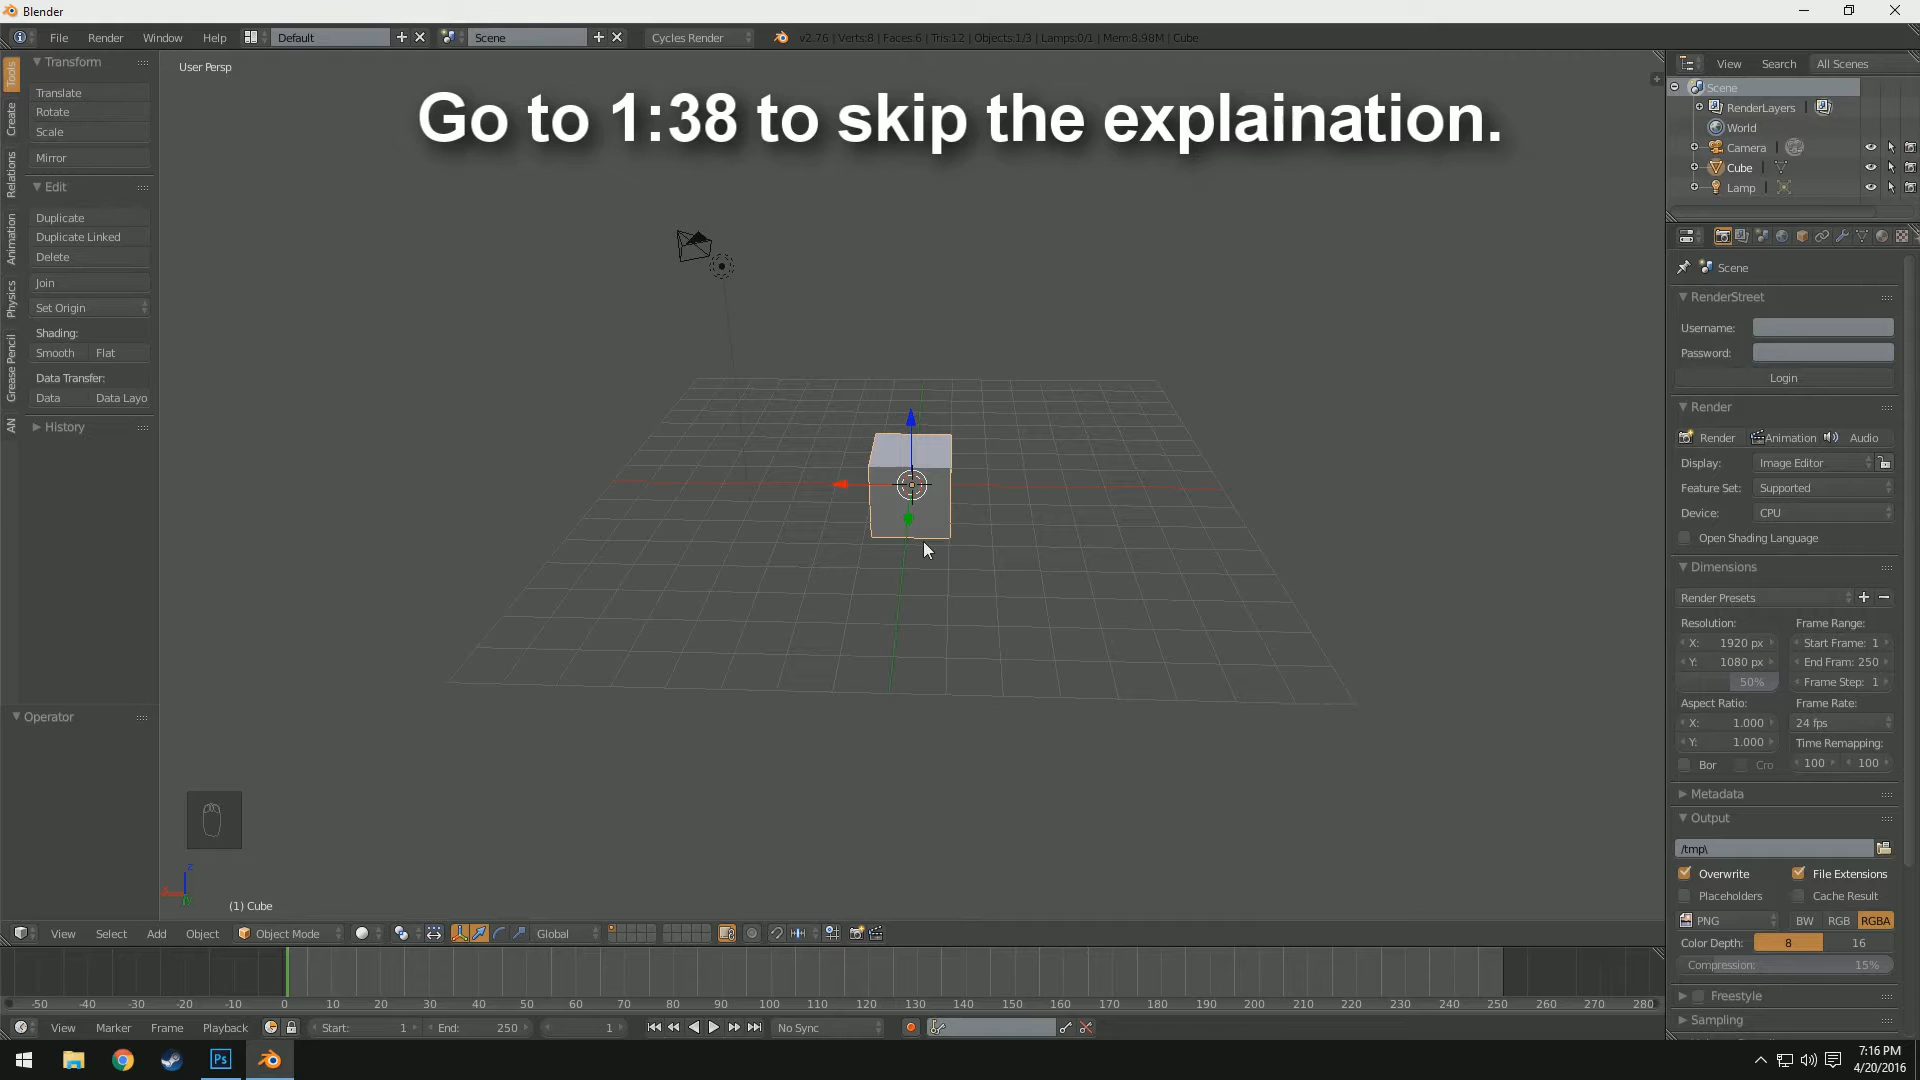 Blender
File Render Window Help Default Scene Cycles Render v2.76 | Verts:8 | Faces:6 | Tris:12 | Objects:1/3 | Lamps:0/1 | Mem:8.98M | Cube
User Persp
Go to 1:38 to skip the explaination.
Tools
Create
Relations
Animation
Physics
Grease Pencil
AN
Transform
Translate
Rotate
Scale
Mirror
Edit
Duplicate
Duplicate Linked
Delete
Join
Set Origin
Shading:
Smooth Flat
Data Transfer:
Data Data Layo
History
Operator
z
(1) Cube
View Select Add Object Object Mode Global
-50 -40 -30 -20 -10 0 10 20 30 40 50 60 70 80 90 100 110 120 130 140 150 160 170 180 190 200 210 220 230 240 250 260 270 280
View Marker Frame Playback Start: 1 End: 250 1 No Sync
View Search All Scenes
Scene
RenderLayers
World
Camera
Cube
Lamp
Scene
RenderStreet
Username:
Password:
Login
Render
Render Animation Audio
Display: Image Editor
Feature Set: Supported
Device: CPU
Open Shading Language
Dimensions
Render Presets
Resolution: Frame Range:
X: 1920 px Start Frame: 1
Y: 1080 px End Fram: 250
50% Frame Step: 1
Aspect Ratio: Frame Rate:
X: 1.000 24 fps
Y: 1.000 Time Remapping:
Bor Cro 100 100
Metadata
Output
/tmp\
Overwrite File Extensions
Placeholders Cache Result
PNG BW RGB RGBA
Color Depth: 8 16
Compression: 15%
Freestyle
Sampling
Ps
7:16 PM
4/20/2016